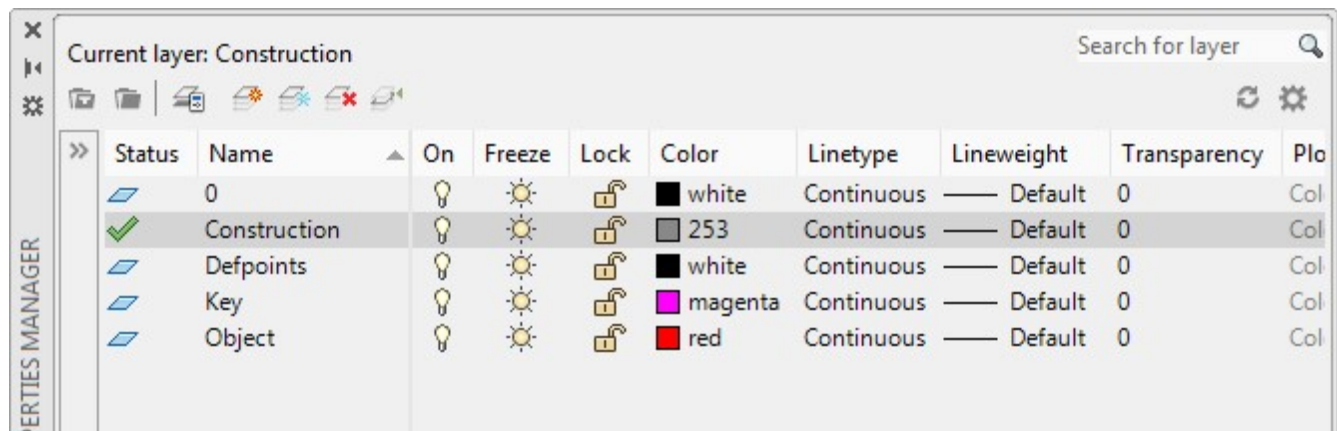 Current layer: Construction
Search for layer
Status Name On Freeze Lock Color Linetype Lineweight Transparency Plo
0 white Continuous Default 0 Col
Construction 253 Continuous Default 0 Col
Defpoints white Continuous Default 0 Col
Key magenta Continuous Default 0 Col
Object red Continuous Default 0 Col
PERTIES MANAGER